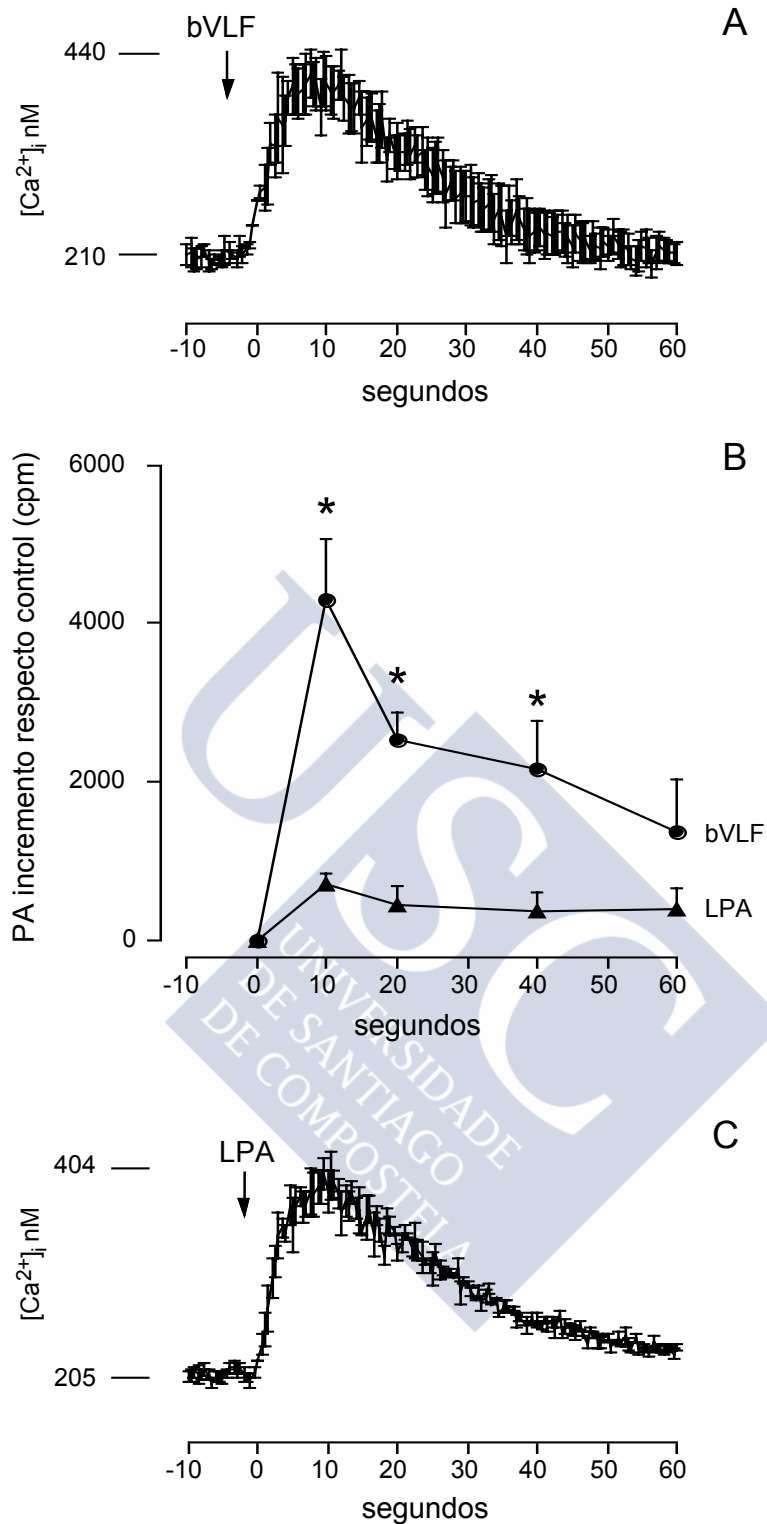 A
bVLF
440
[Ca²⁺]ᵢ nM
210
-10 0 10 20 30 40 50 60
segundos
B
PA incremento respecto control (cpm)
6000
*
4000
*
*
2000
bVLF
LPA
0
-10 0 10 20 30 40 50 60
segundos
USC
UNIVERSIDADE
DE SANTIAGO
DE COMPOSTELA
C
LPA
404
[Ca²⁺]ᵢ nM
205
-10 0 10 20 30 40 50 60
segundos